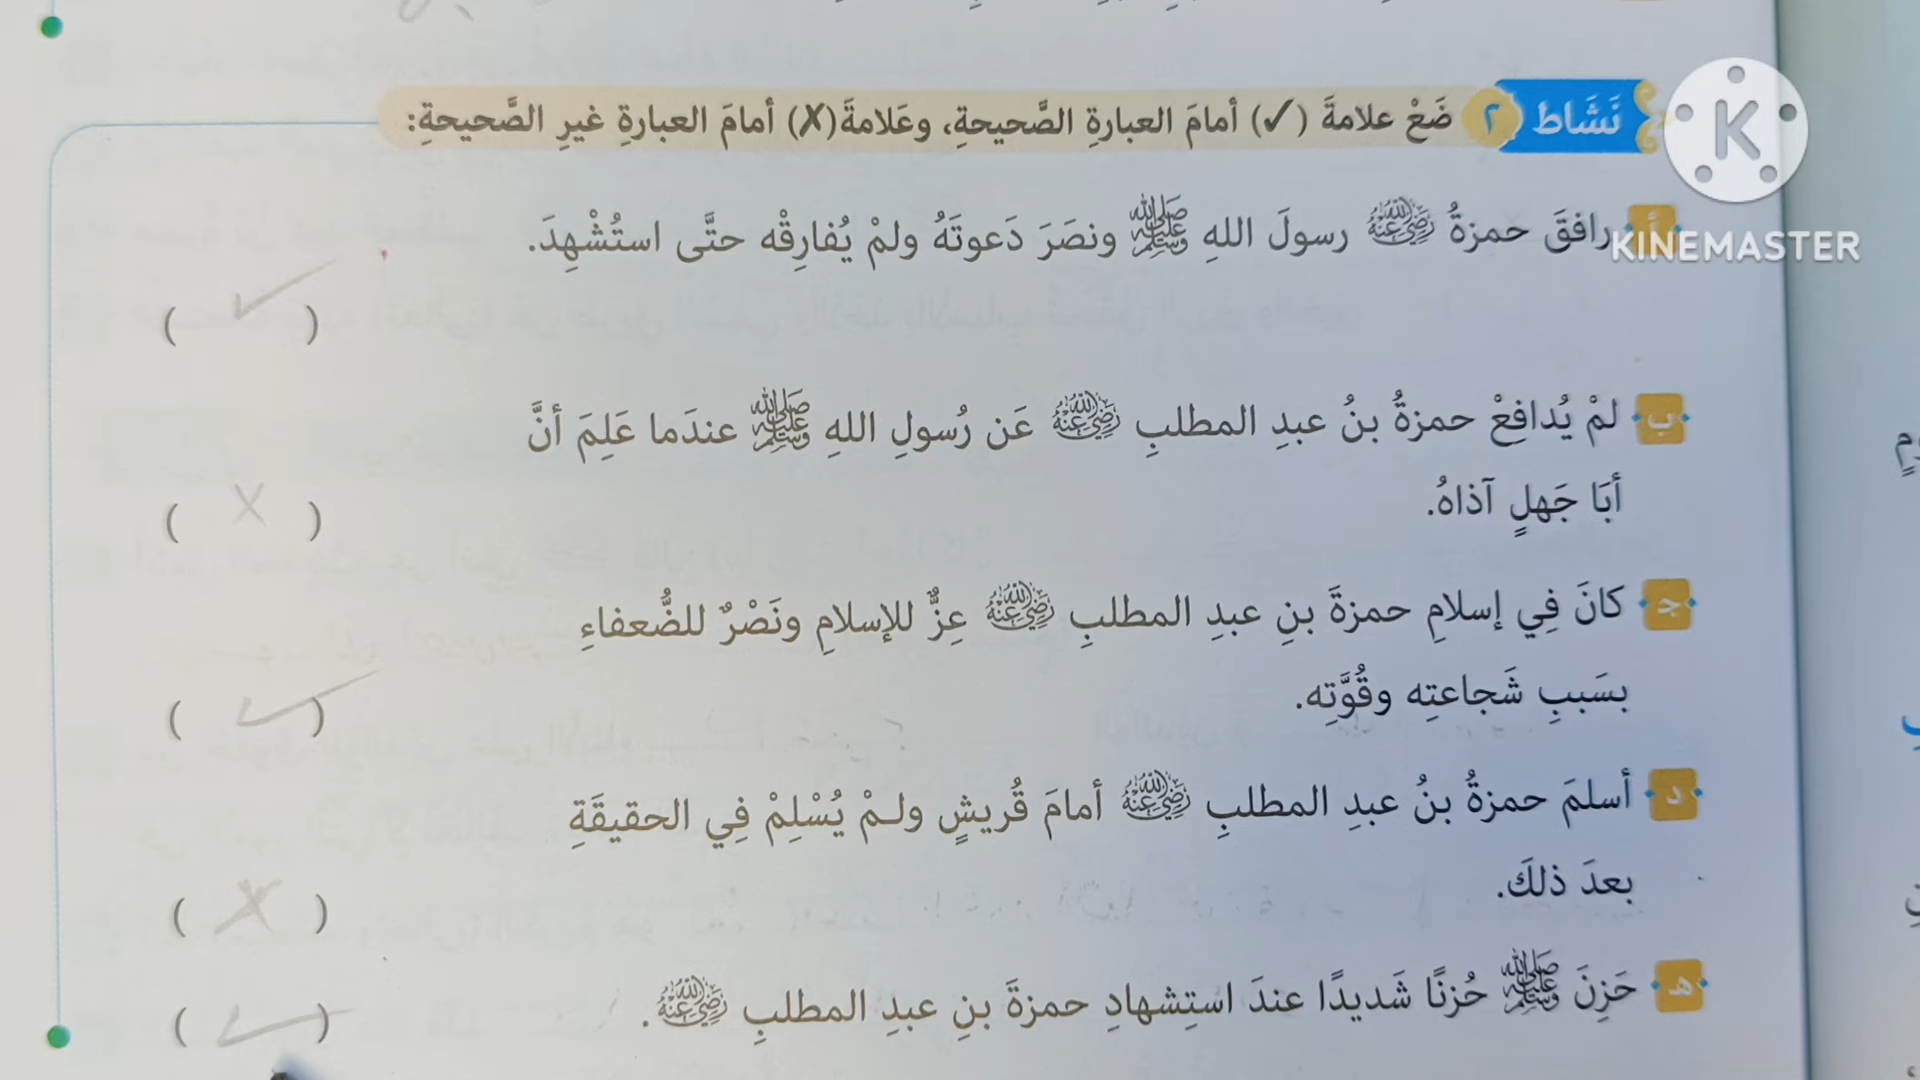 نَشَاط ٢ ضَعْ علامةَ (✓) أمامَ العبارةِ الصَّحيحةِ، وعَلامةَ (✗) أمامَ العبارةِ غيرِ الصَّحيحةِ:
K
KINEMASTER
أ رافقَ حمزةُ رضي الله عنه رسولَ اللهِ ﷺ ونصَرَ دَعوتَهُ ولمْ يُفارِقْه حتَّى استُشْهِدَ.
( ✓ )
ب لمْ يُدافِعْ حمزةُ بنُ عبدِ المطلبِ رضي الله عنه عَن رُسولِ اللهِ ﷺ عندَما عَلِمَ أنَّ
أبَا جَهلٍ آذاهُ.
( ✗ )
جـ كانَ فِي إسلامِ حمزةَ بنِ عبدِ المطلبِ رضي الله عنه عِزٌّ للإسلامِ ونَصْرٌ للضُّعفاءِ
بسَببِ شَجاعتِه وقُوَّتِه.
( ✓ )
د أسلمَ حمزةُ بنُ عبدِ المطلبِ رضي الله عنه أمامَ قُريشٍ ولمْ يُسْلِمْ فِي الحقيقَةِ
بعدَ ذلكَ.
( ✗ )
هـ حَزِنَ ﷺ حُزنًا شَديدًا عندَ استِشهادِ حمزةَ بنِ عبدِ المطلبِ رضي الله عنه.
( ✓ )